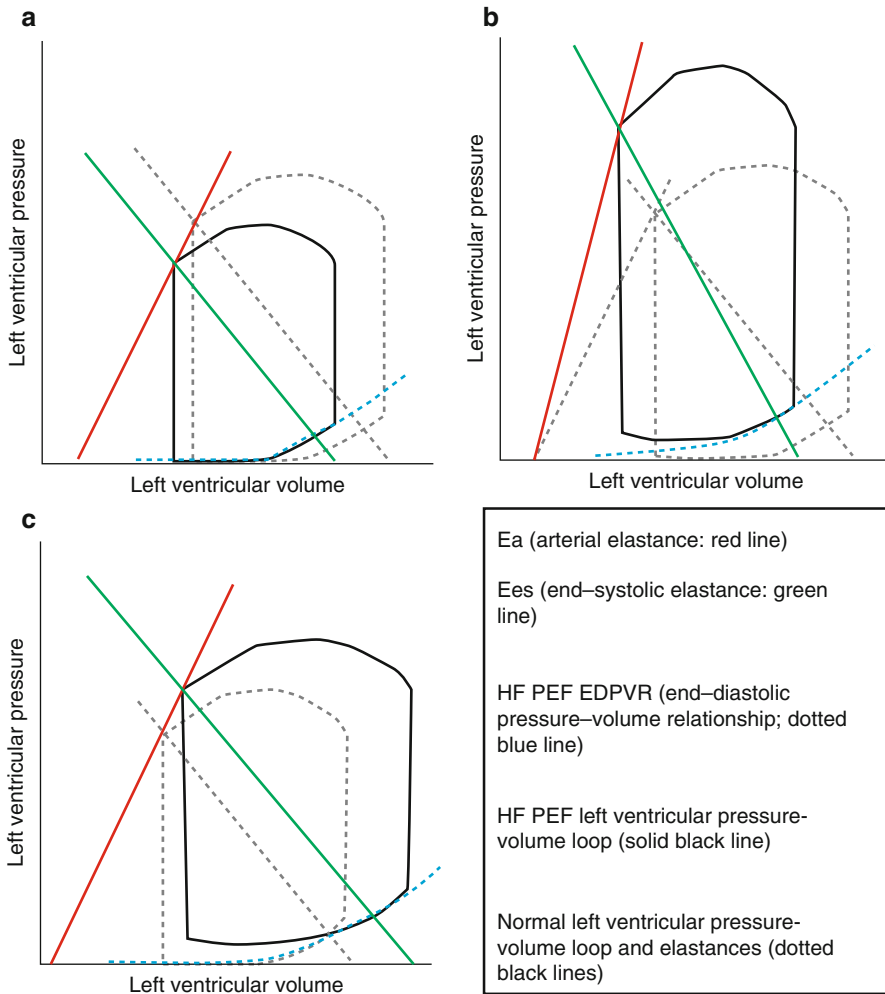 a
Left ventricular pressure
Left ventricular volume
b
Left ventricular pressure
Left ventricular volume
c
Left ventricular pressure
Left ventricular volume
Ea (arterial elastance: red line)
Ees (end–systolic elastance: green
line)
HF PEF EDPVR (end–diastolic
pressure–volume relationship; dotted
blue line)
HF PEF left ventricular pressure-
volume loop (solid black line)
Normal left ventricular pressure-
volume loop and elastances (dotted
black lines)